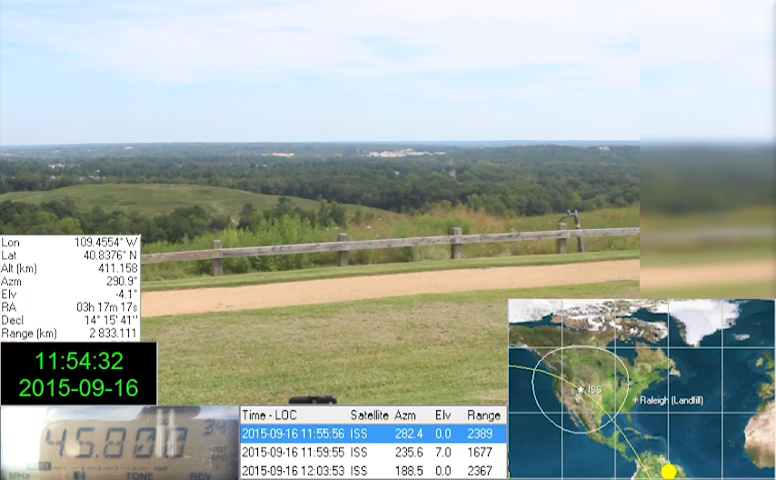 Lon 109.4554° W
Lat 40.8376° N
Alt (km) 411.158
Azm 290.9°
Elv -4.1°
RA 03h 17m 17s
Decl 14° 15' 41"
Range (km) 2 833.111
11:54:32
2015-09-16
45.800
MHz TONE REV
Time - LOC Satellite Azm Elv Range
2015-09-16 11:55:56 ISS 282.4 0.0 2389
2015-09-16 11:59:55 ISS 235.6 7.0 1677
2015-09-16 12:03:53 ISS 188.5 0.0 2367
ISS
Raleigh (Landfill)